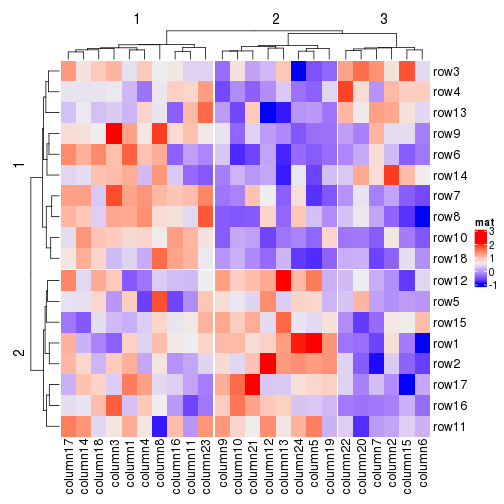 1 2 3
1
2
row3
row4
row13
row9
row6
row14
row7
row8
row10
row18
row12
row5
row15
row1
row2
row17
row16
row11
mat
3
2
1
0
-1
column17
column14
column18
column3
column1
column4
column8
column16
column11
column23
column9
column10
column21
column12
column13
column24
column5
column19
column22
column20
column7
column2
column15
column6